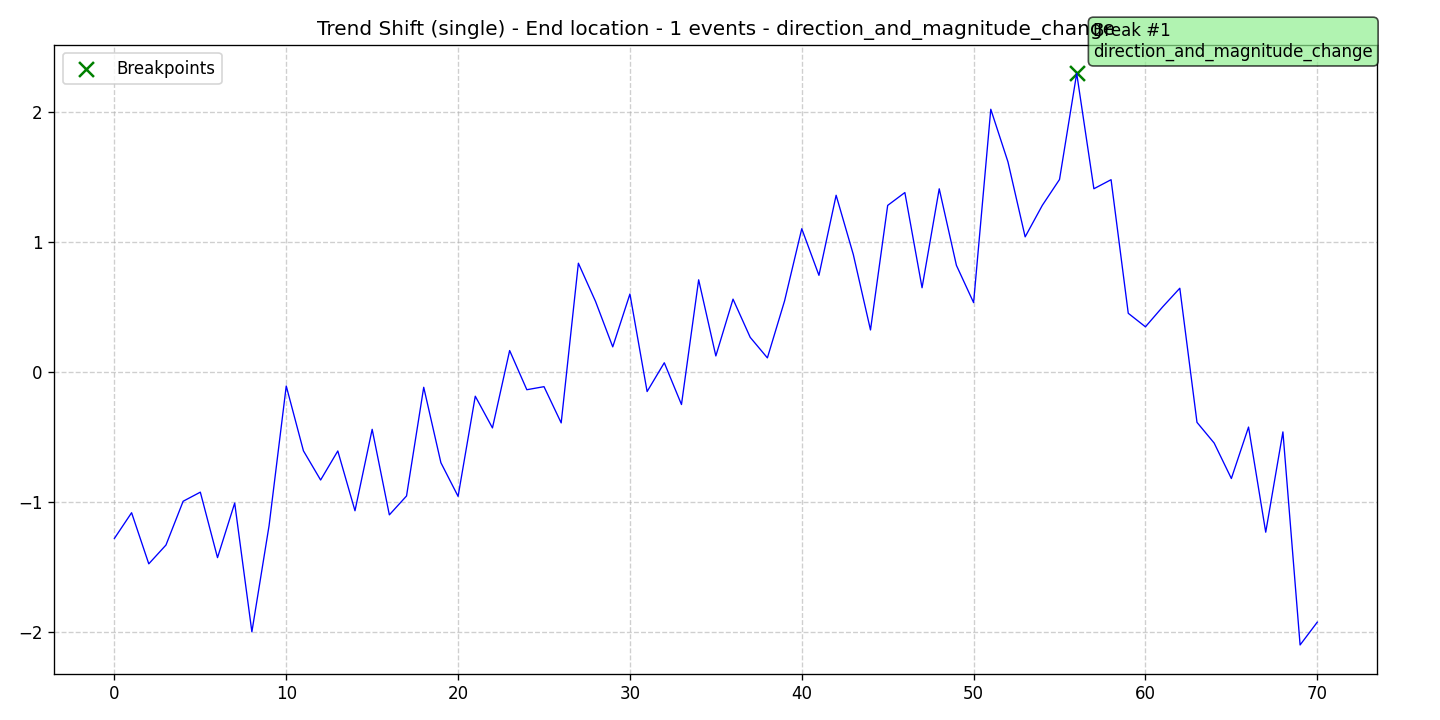 Trend Shift (single) - End location - 1 events - direction_and_magnitude_change
Break #1
direction_and_magnitude_change
Breakpoints
2
1
0
−1
−2
0 10 20 30 40 50 60 70